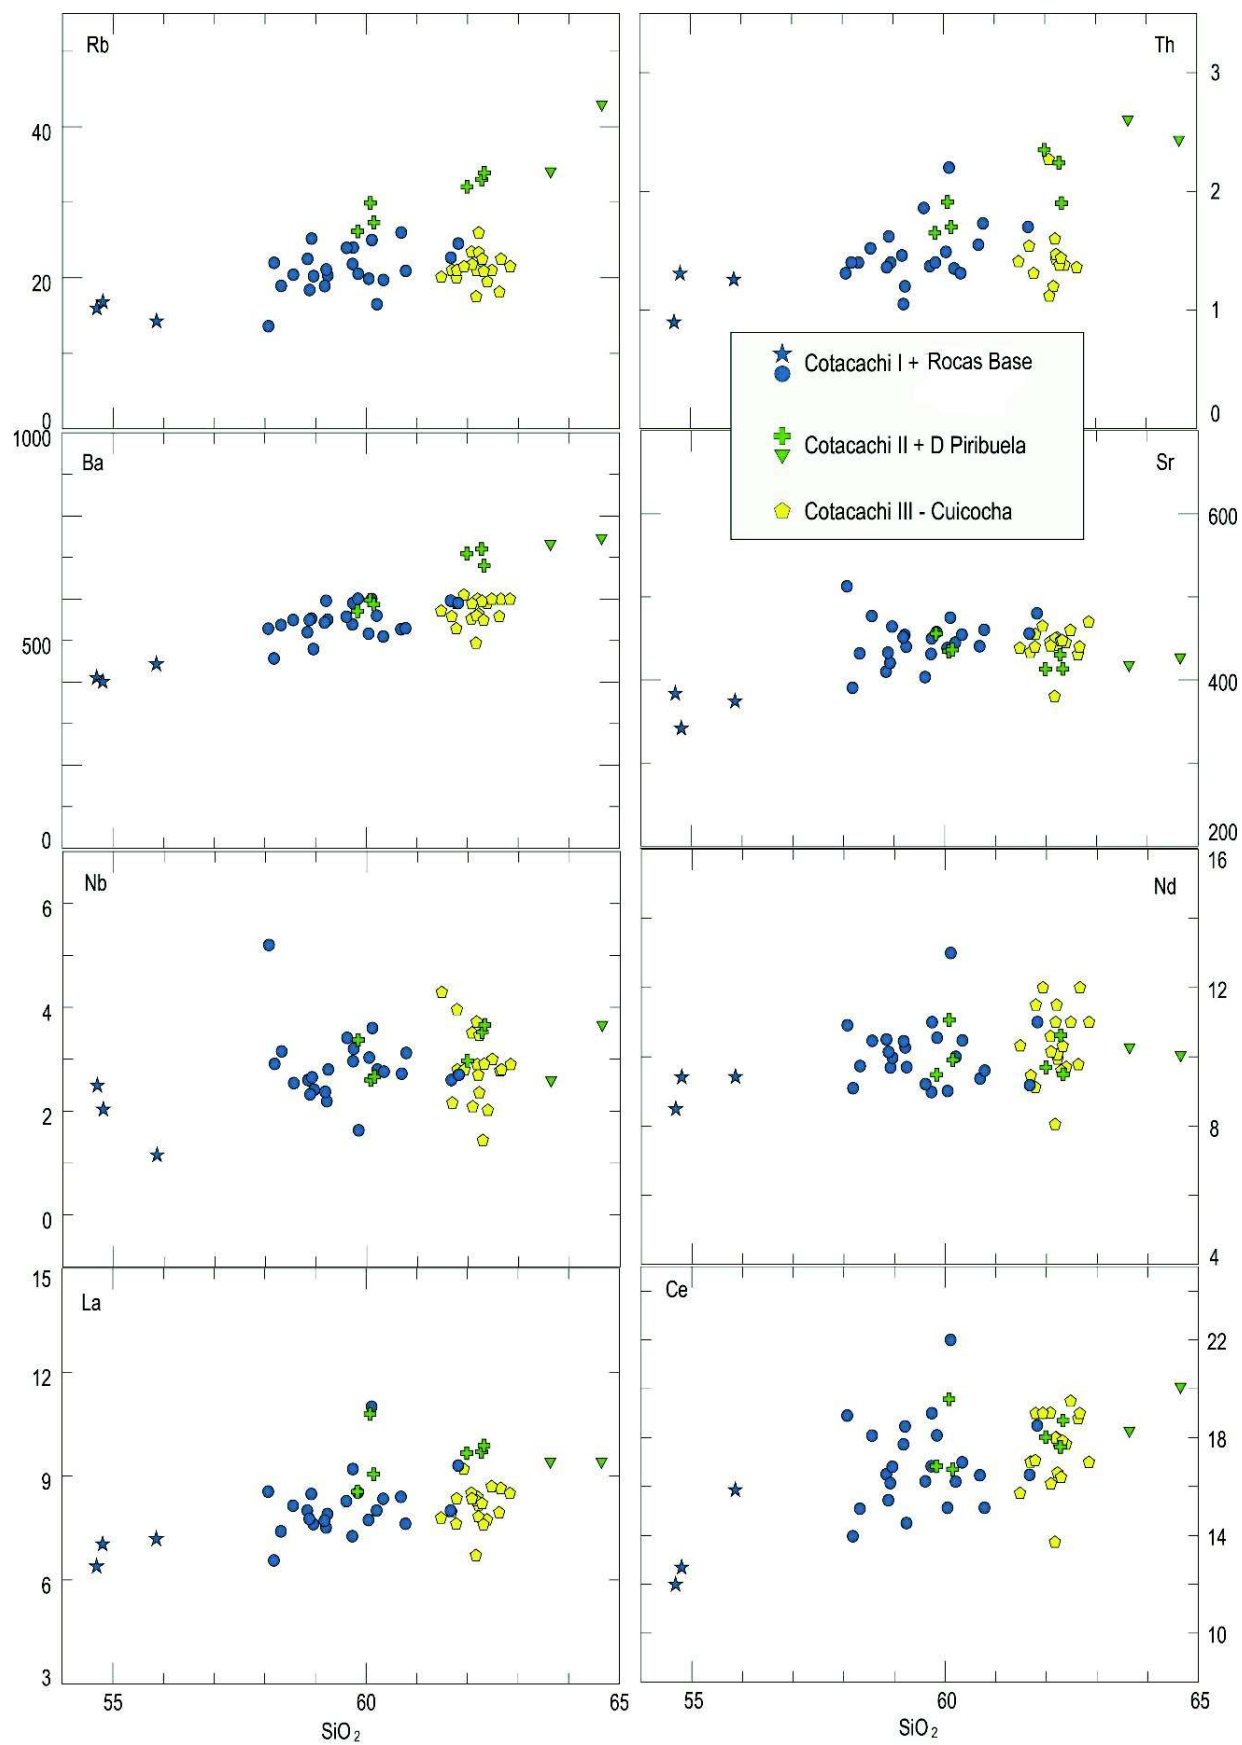 Rb
40
20
0
Th
3
2
1
0
Cotacachi I + Rocas Base
Cotacachi II + D Piribuela
Cotacachi III - Cuicocha
1000
Ba
500
0
Sr
600
400
200
Nb
6
4
2
0
16
Nd
12
8
4
15
La
12
9
6
3
Ce
22
18
14
10
55
60
65
SiO2
55
60
65
SiO2